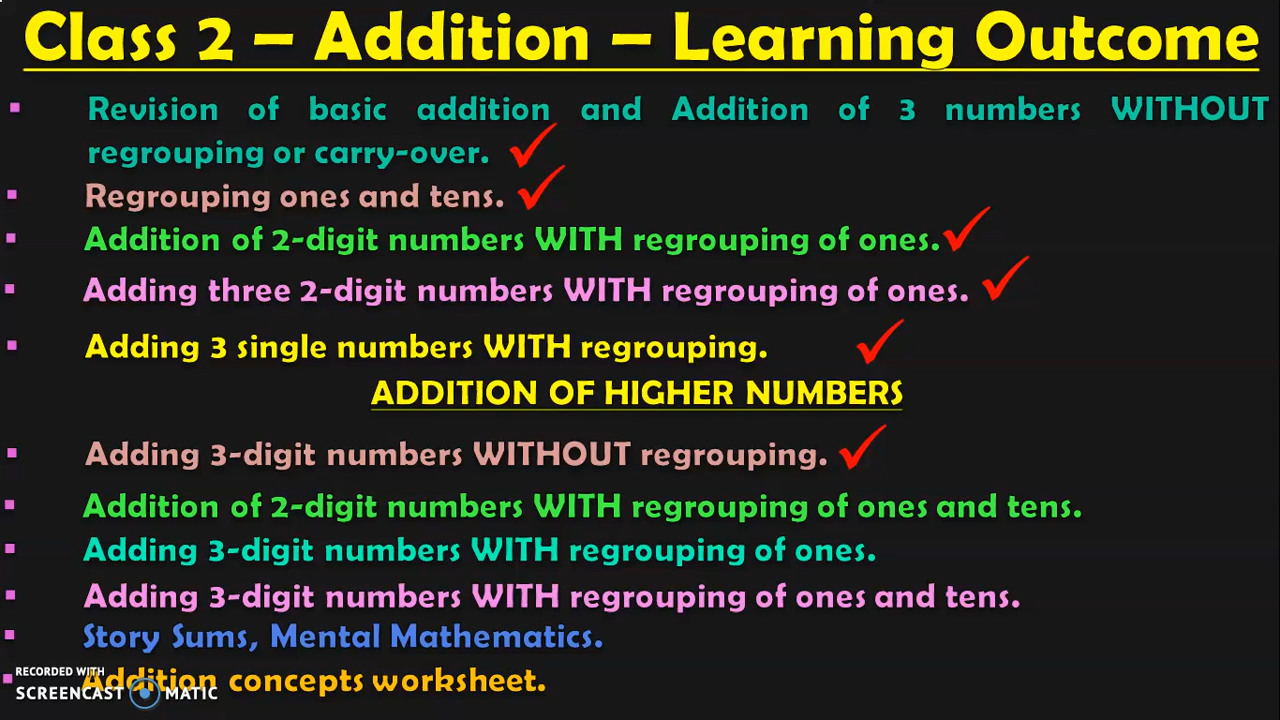 Class 2 – Addition – Learning Outcome
▪ Revision of basic addition and Addition of 3 numbers WITHOUT
regrouping or carry-over. ✓
▪ Regrouping ones and tens. ✓
▪ Addition of 2-digit numbers WITH regrouping of ones. ✓
▪ Adding three 2-digit numbers WITH regrouping of ones. ✓
▪ Adding 3 single numbers WITH regrouping. ✓
ADDITION OF HIGHER NUMBERS
▪ Adding 3-digit numbers WITHOUT regrouping. ✓
▪ Addition of 2-digit numbers WITH regrouping of ones and tens.
▪ Adding 3-digit numbers WITH regrouping of ones.
▪ Adding 3-digit numbers WITH regrouping of ones and tens.
▪ Story Sums, Mental Mathematics.
▪ Addition concepts worksheet.
RECORDED WITH
SCREENCAST MATIC